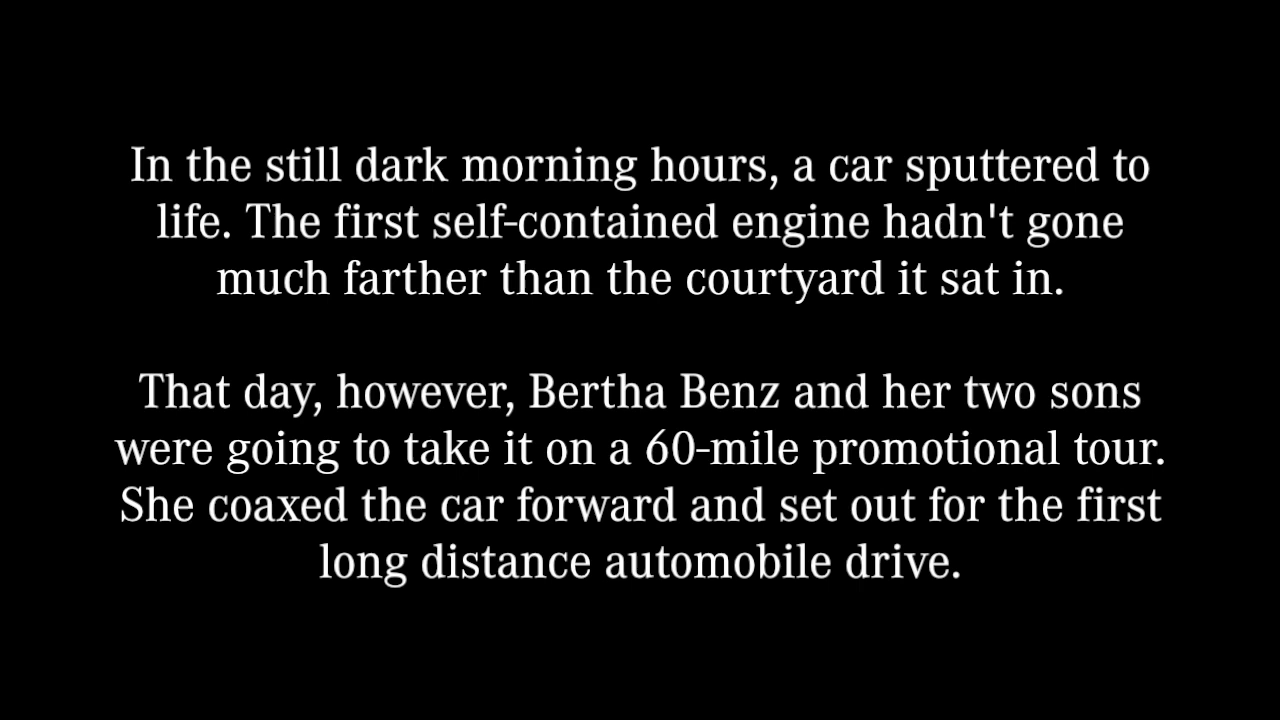 In the still dark morning hours, a car sputtered to
life. The first self-contained engine hadn't gone
much farther than the courtyard it sat in.
That day, however, Bertha Benz and her two sons
were going to take it on a 60-mile promotional tour.
She coaxed the car forward and set out for the first
long distance automobile drive.